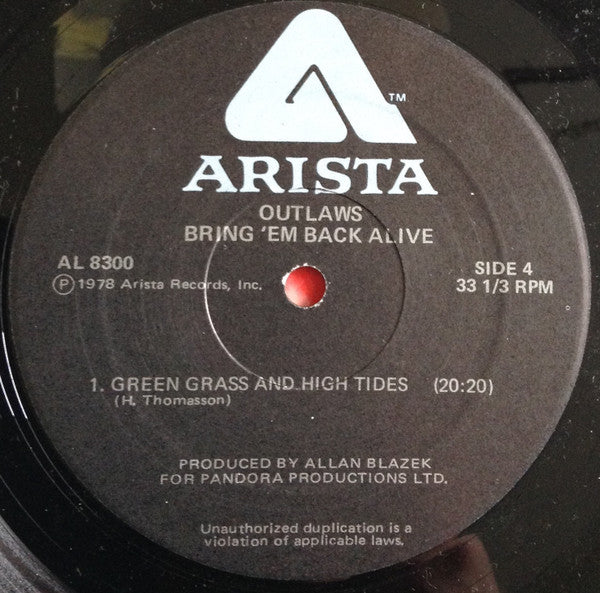 TM
ARISTA
OUTLAWS
BRING 'EM BACK ALIVE
AL 8300
Ⓟ 1978 Arista Records, Inc.
SIDE 4
33 1/3 RPM
1. GREEN GRASS AND HIGH TIDES (20:20)
(H. Thomasson)
PRODUCED BY ALLAN BLAZEK
FOR PANDORA PRODUCTIONS LTD.
Unauthorized duplication is a
violation of applicable laws.